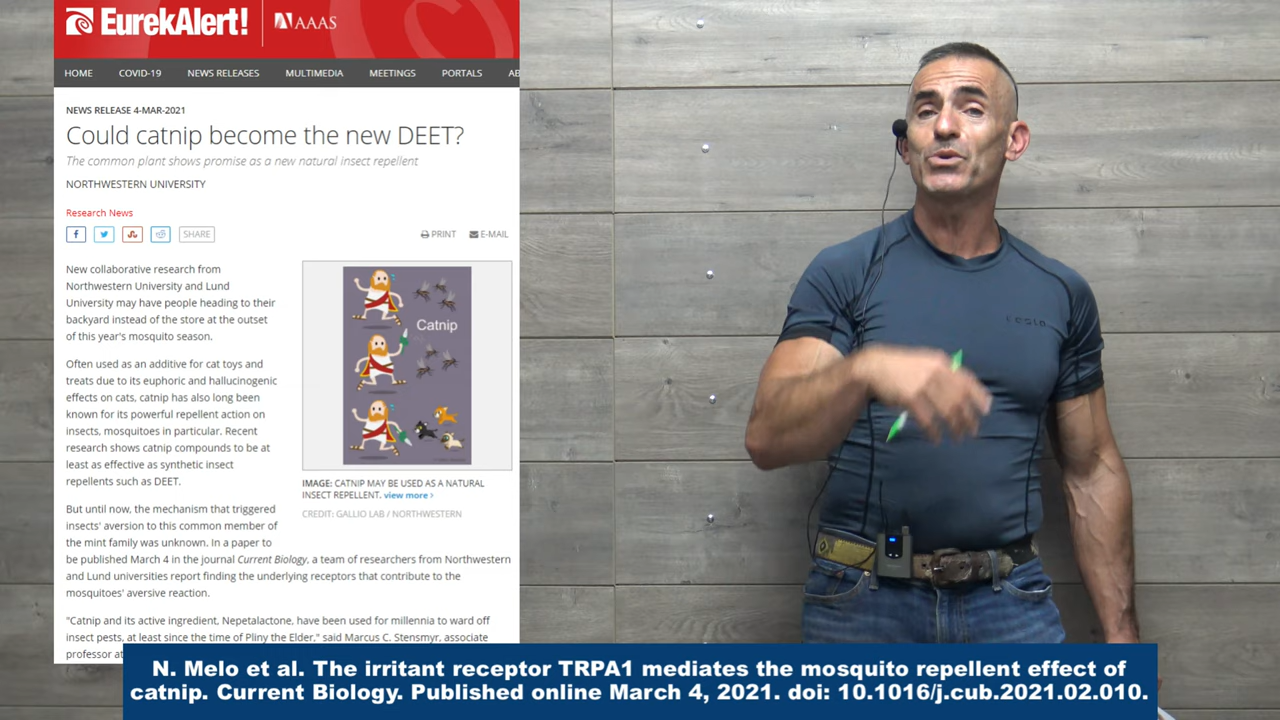 EurekAlert! AAAS
HOME COVID-19 NEWS RELEASES MULTIMEDIA MEETINGS PORTALS AB
NEWS RELEASE 4-MAR-2021
Could catnip become the new DEET?
The common plant shows promise as a new natural insect repellent
NORTHWESTERN UNIVERSITY
Research News
SHARE
PRINT E-MAIL
New collaborative research from
Northwestern University and Lund
University may have people heading to their
backyard instead of the store at the outset
of this year's mosquito season.
Often used as an additive for cat toys and
treats due to its euphoric and hallucinogenic
effects on cats, catnip has also long been
known for its powerful repellent action on
insects, mosquitoes in particular. Recent
research shows catnip compounds to be at
least as effective as synthetic insect
repellents such as DEET.
Catnip
IMAGE: CATNIP MAY BE USED AS A NATURAL
INSECT REPELLENT. view more >
CREDIT: GALLIO LAB / NORTHWESTERN
But until now, the mechanism that triggered
insects' aversion to this common member of
the mint family was unknown. In a paper to
be published March 4 in the journal Current Biology, a team of researchers from Northwestern
and Lund universities report finding the underlying receptors that contribute to the
mosquitoes' aversive reaction.
"Catnip and its active ingredient, Nepetalactone, have been used for millennia to ward off
insect pests, at least since the time of Pliny the Elder," said Marcus C. Stensmyr, associate
professor at
N. Melo et al. The irritant receptor TRPA1 mediates the mosquito repellent effect of
catnip. Current Biology. Published online March 4, 2021. doi: 10.1016/j.cub.2021.02.010.